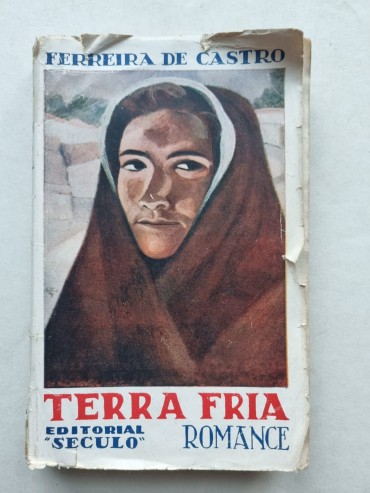 FERREIRA DE CASTRO
TERRA FRIA
EDITORIAL
"SECULO"
ROMANCE